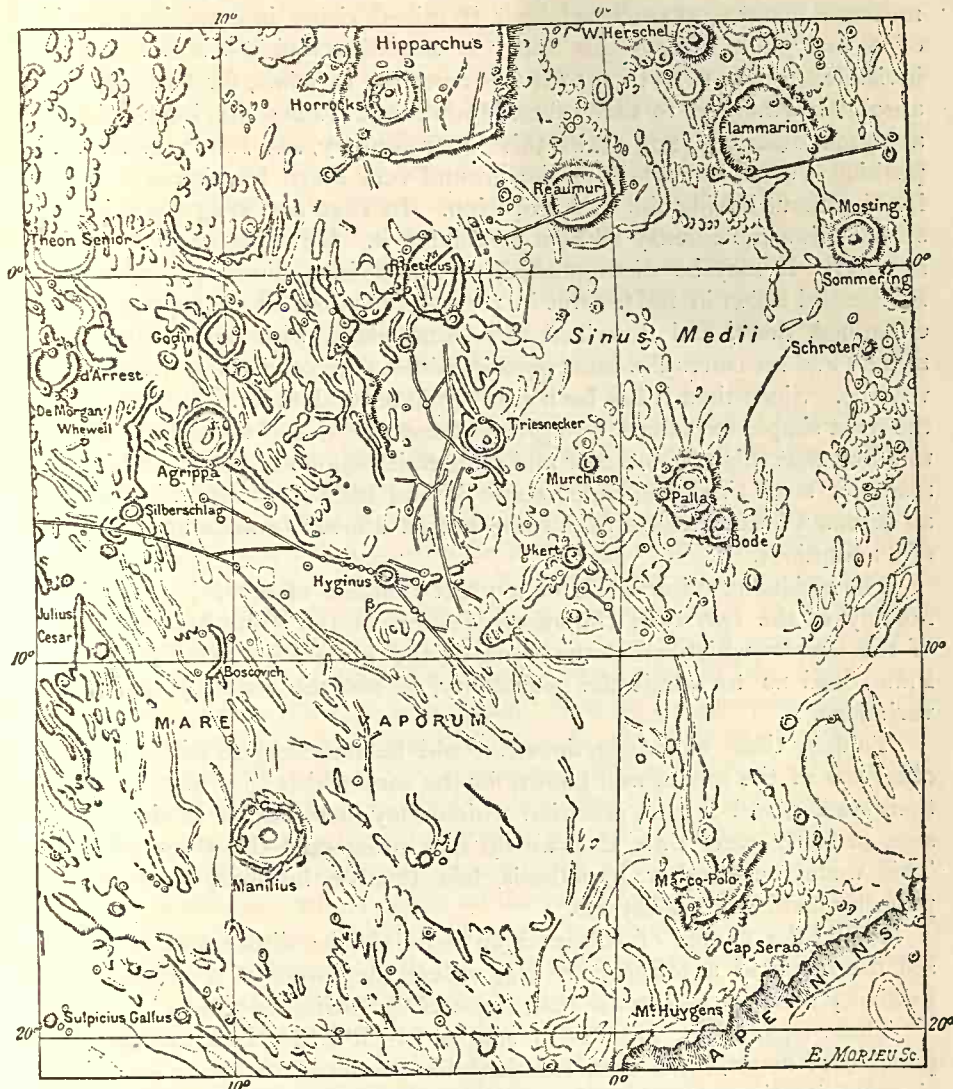 10°
0°
Hipparchus
W. Herschel
Horrocks
Flammarion
Reaumur
Mosting
Theon Senior
0°
Rheticus
0°
Sommering
Sinus Medii
Godin
Schroter
d'Arrest
De Morgan
Whewell
Triesnecker
Agrippa
Murchison
Pallas
Silberschlag
Bode
Ukert
Hyginus
β
Julius
Cesar
10°
10°
Boscovich
MARE VAPORUM
Manilius
Marco-Polo
Cap Serao
APENNINS
Mt Huygens
Sulpicius Gallus
20°
20°
E. MORIEU Sc.
10°
0°